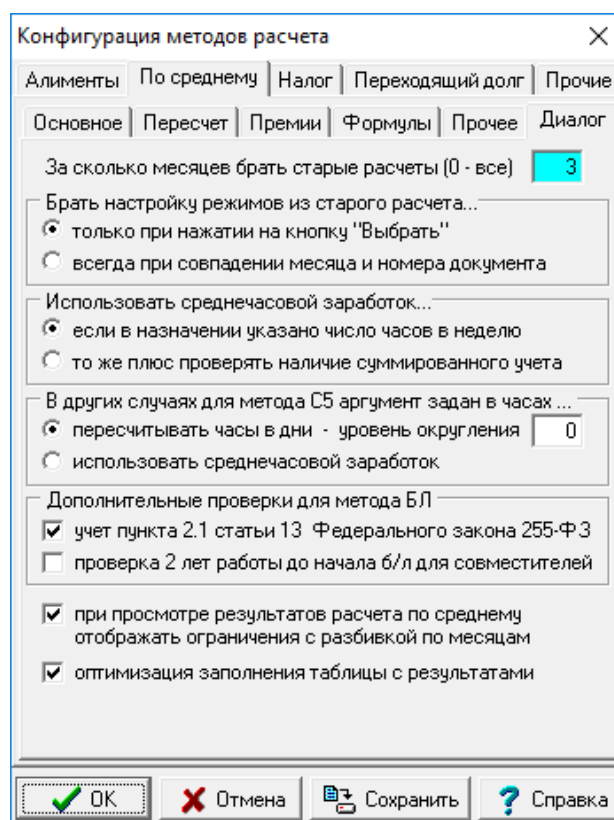 Конфигурация методов расчета
Алименты По среднему Налог Переходящий долг Прочие
Основное Пересчет Премии Формулы Прочее Диалог
За сколько месяцев брать старые расчеты (0 - все) 3
Брать настройку режимов из старого расчета...
только при нажатии на кнопку "Выбрать"
всегда при совпадении месяца и номера документа
Использовать среднечасовой заработок...
если в назначении указано число часов в неделю
то же плюс проверять наличие суммированного учета
В других случаях для метода С5 аргумент задан в часах ...
пересчитывать часы в дни - уровень округления 0
использовать среднечасовой заработок
Дополнительные проверки для метода БЛ
учет пункта 2.1 статьи 13 Федерального закона 255-ФЗ
проверка 2 лет работы до начала б/л для совместителей
при просмотре результатов расчета по среднему
отображать ограничения с разбивкой по месяцам
оптимизация заполнения таблицы с результатами
OK Отмена Сохранить Справка